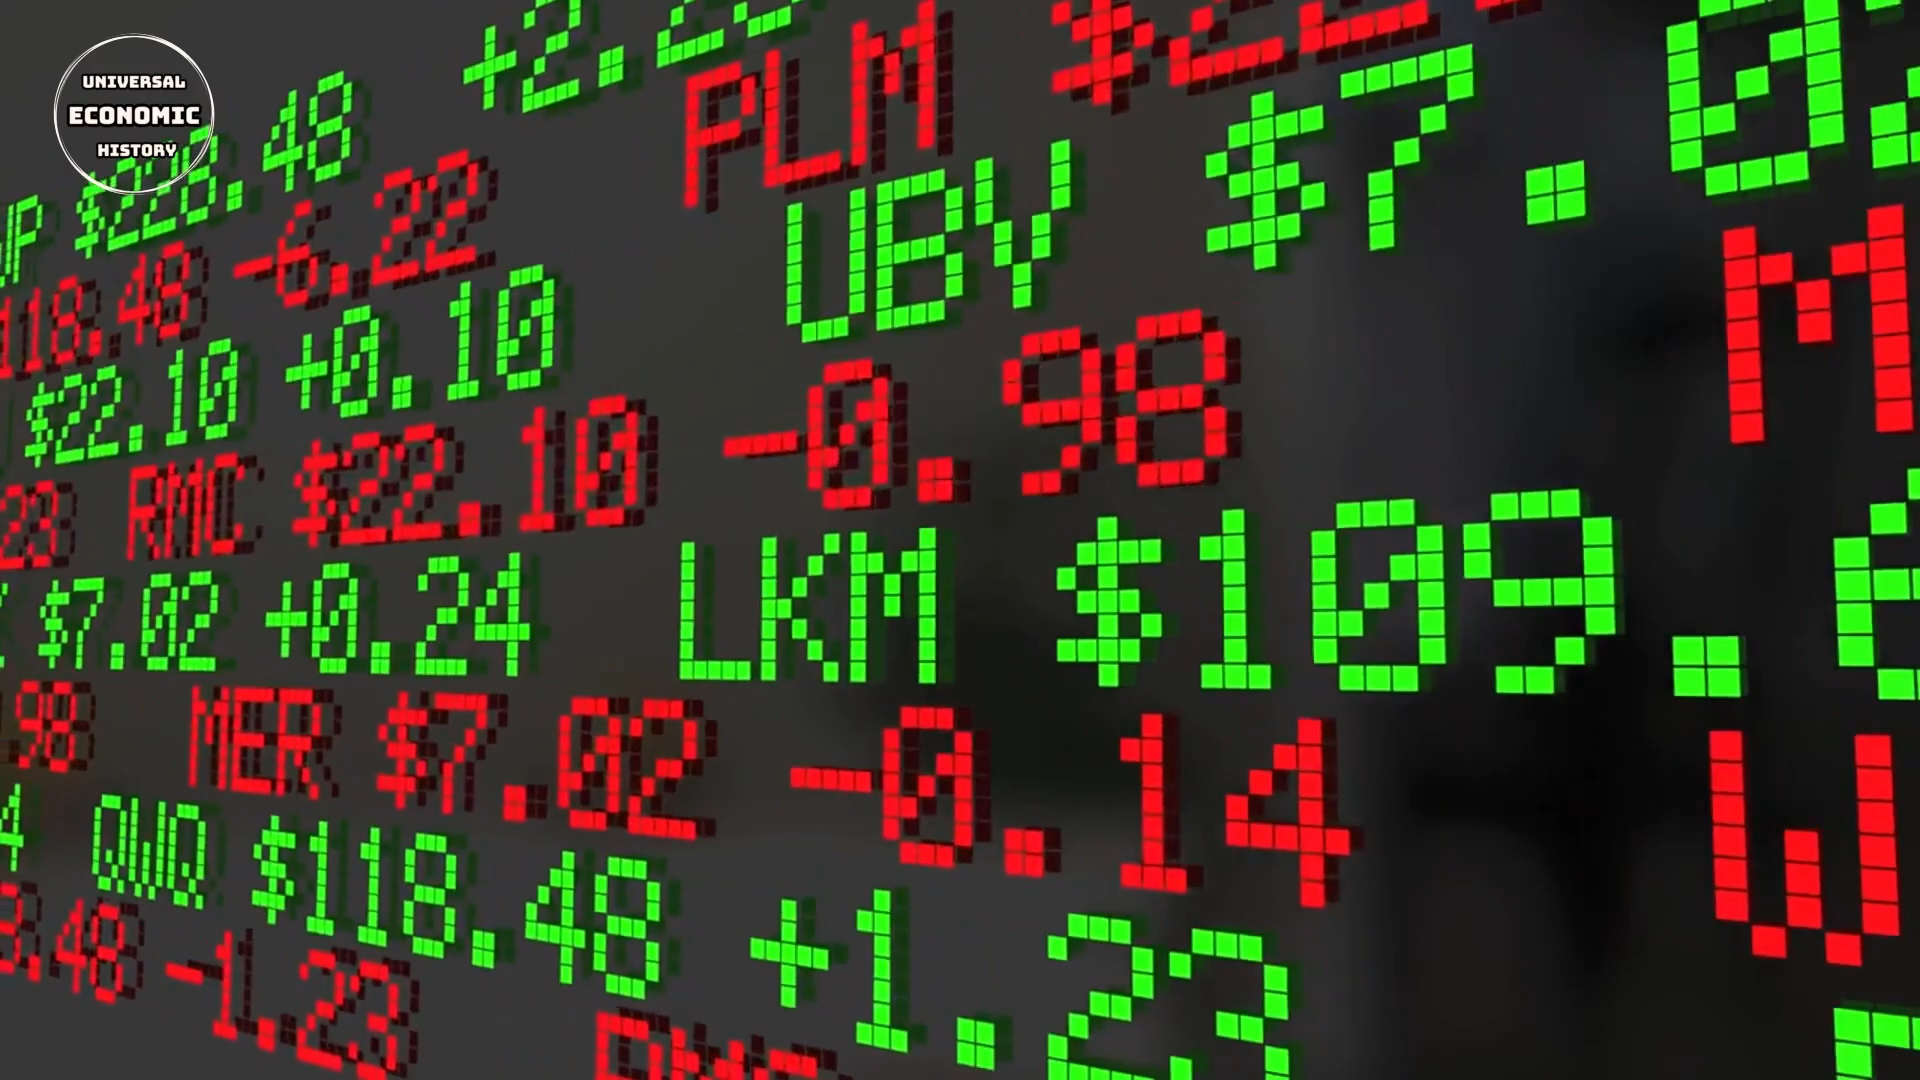 UNIVERSAL
ECONOMIC
HISTORY
$228.48 +2.
PLM
118.48 -6.22
UBV $7.
$22.10 +0.10
RMC $22.10 -0.98
$7.02 +0.24 LKM $109.
.98 MER $7.02 -0.14
QWQ $118.48 +1.23
.48 -1.23